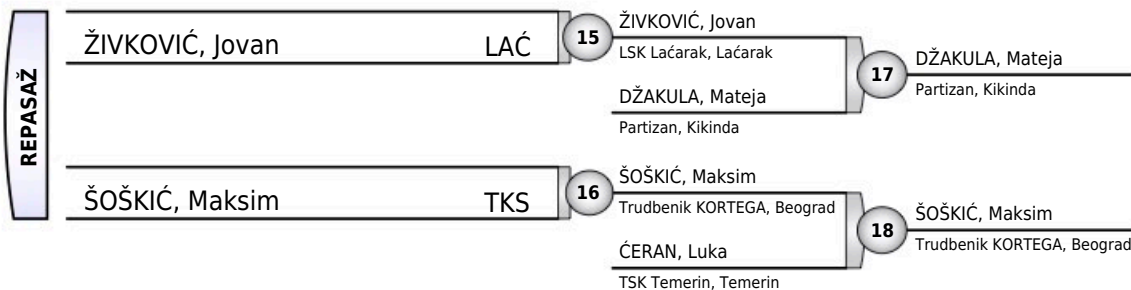 REPASAŽ
ŽIVKOVIĆ, Jovan LAĆ
15
ŽIVKOVIĆ, Jovan
LSK Laćarak, Laćarak
DŽAKULA, Mateja
Partizan, Kikinda
17
DŽAKULA, Mateja
Partizan, Kikinda
ŠOŠKIĆ, Maksim TKS
16
ŠOŠKIĆ, Maksim
Trudbenik KORTEGA, Beograd
ĆERAN, Luka
TSK Temerin, Temerin
18
ŠOŠKIĆ, Maksim
Trudbenik KORTEGA, Beograd